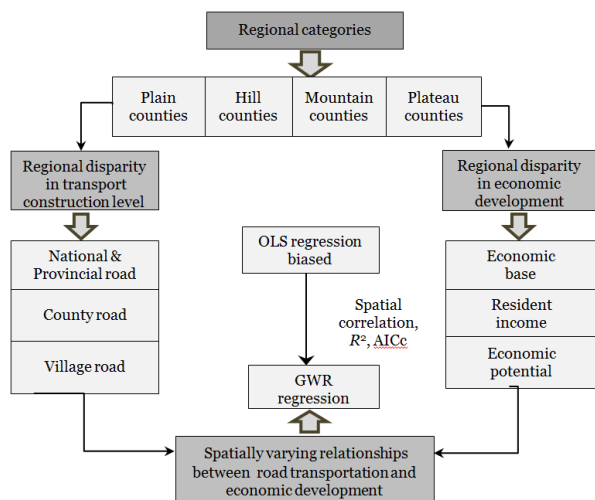 Regional categories
Plain
counties
Hill
counties
Mountain
counties
Plateau
counties
Regional disparity
in transport
construction level
Regional disparity
in economic
development
National &
Provincial road
County road
Village road
OLS regression
biased
Spatial
correlation,
R², AICc
GWR
regression
Economic
base
Resident
income
Economic
potential
Spatially varying relationships
between road transportation and
economic development